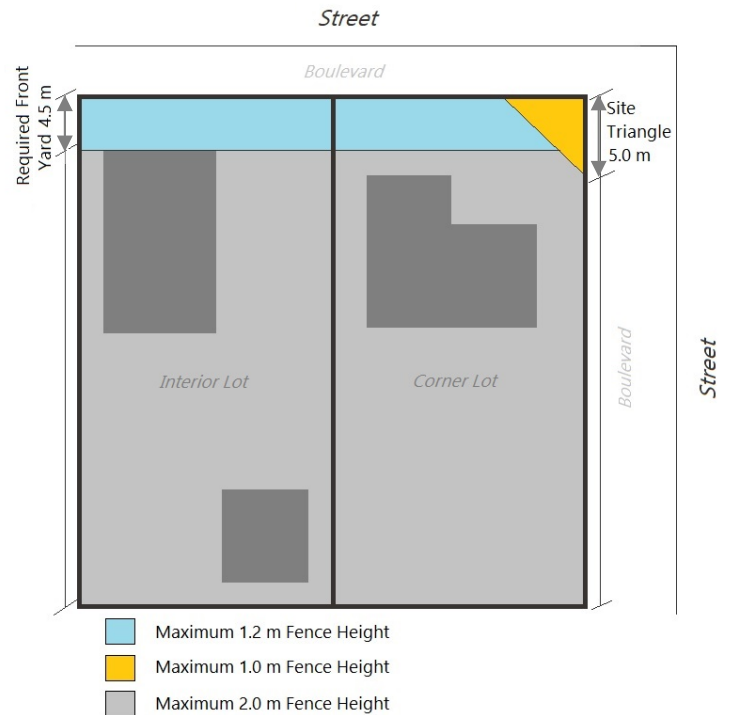 Street
Boulevard
Required Front
Yard 4.5 m
Site
Triangle
5.0 m
Interior Lot
Corner Lot
Boulevard
Street
Maximum 1.2 m Fence Height
Maximum 1.0 m Fence Height
Maximum 2.0 m Fence Height